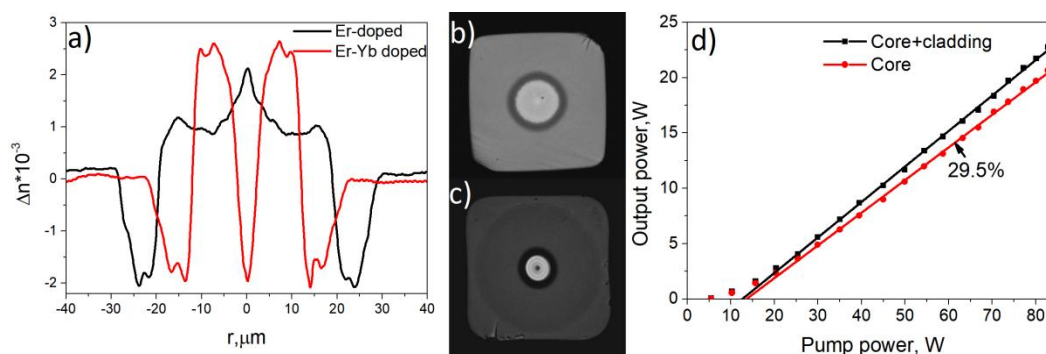 a)
Er-doped
Er-Yb doped
3
2
1
0
-1
-2
Δn*10⁻³
-40 -30 -20 -10 0 10 20 30 40
r,μm
b)
c)
d)
Core+cladding
Core
25
20
15
10
5
0
Output power,W
29.5%
0 10 20 30 40 50 60 70 80
Pump power, W